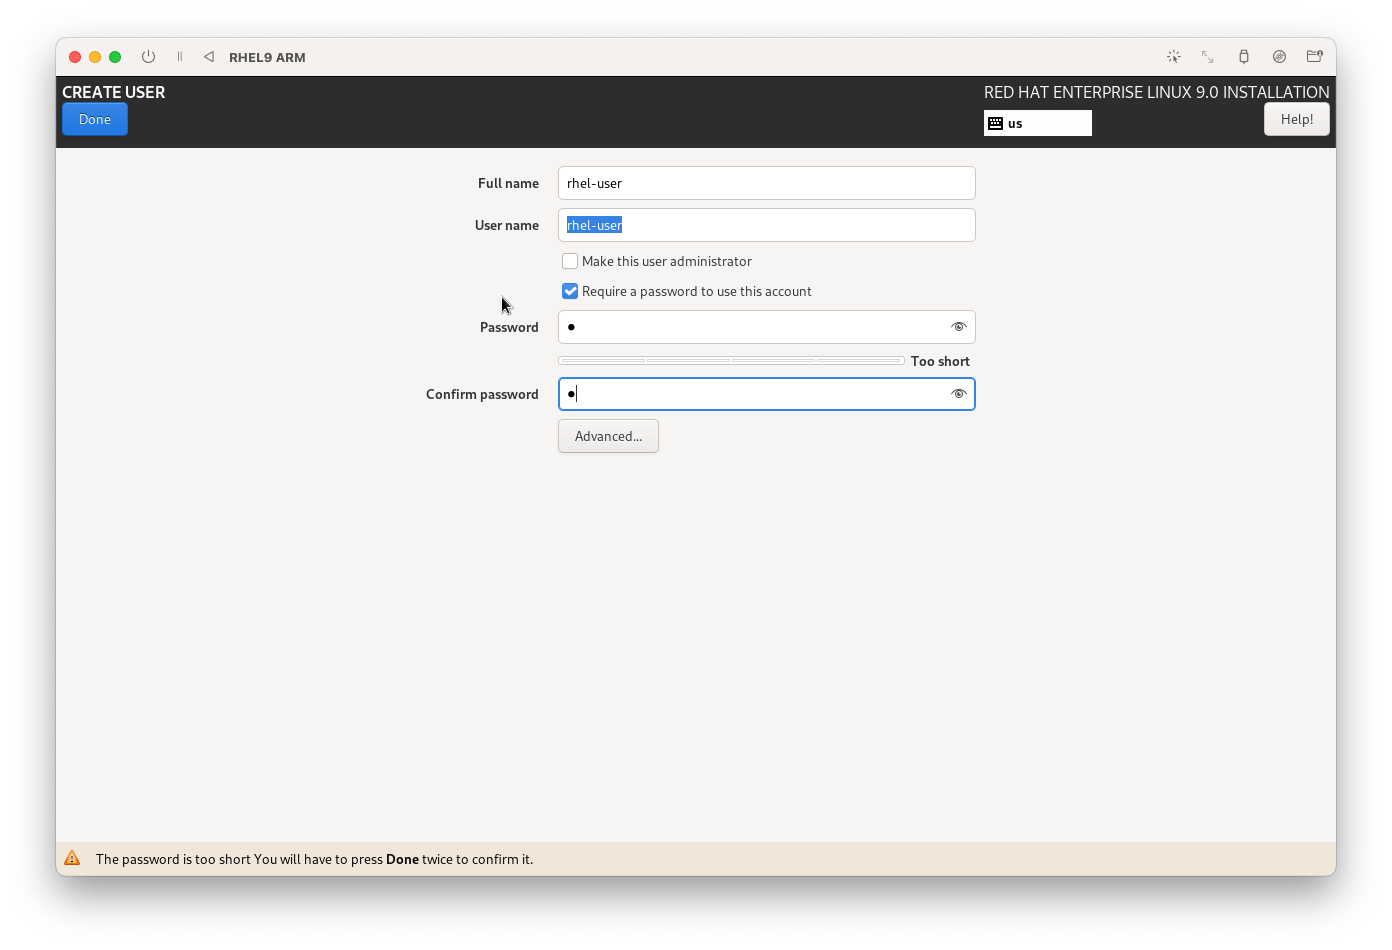 RHEL9 ARM
CREATE USER
RED HAT ENTERPRISE LINUX 9.0 INSTALLATION
Done
us
Help!
Full name
rhel-user
User name
rhel-user
Make this user administrator
Require a password to use this account
Password
●
Too short
Confirm password
●
Advanced...
The password is too short You will have to press Done twice to confirm it.